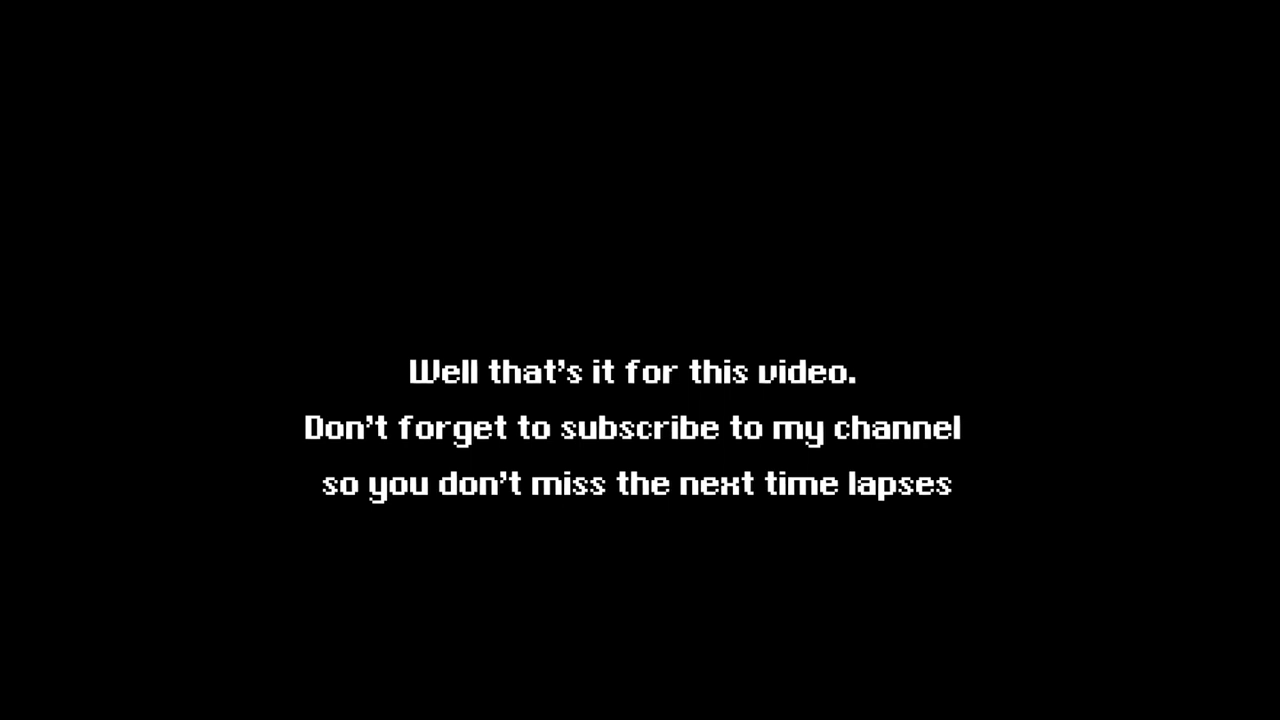 Well that's it for this video.
Don't forget to subscribe to my channel
so you don't miss the next time lapses